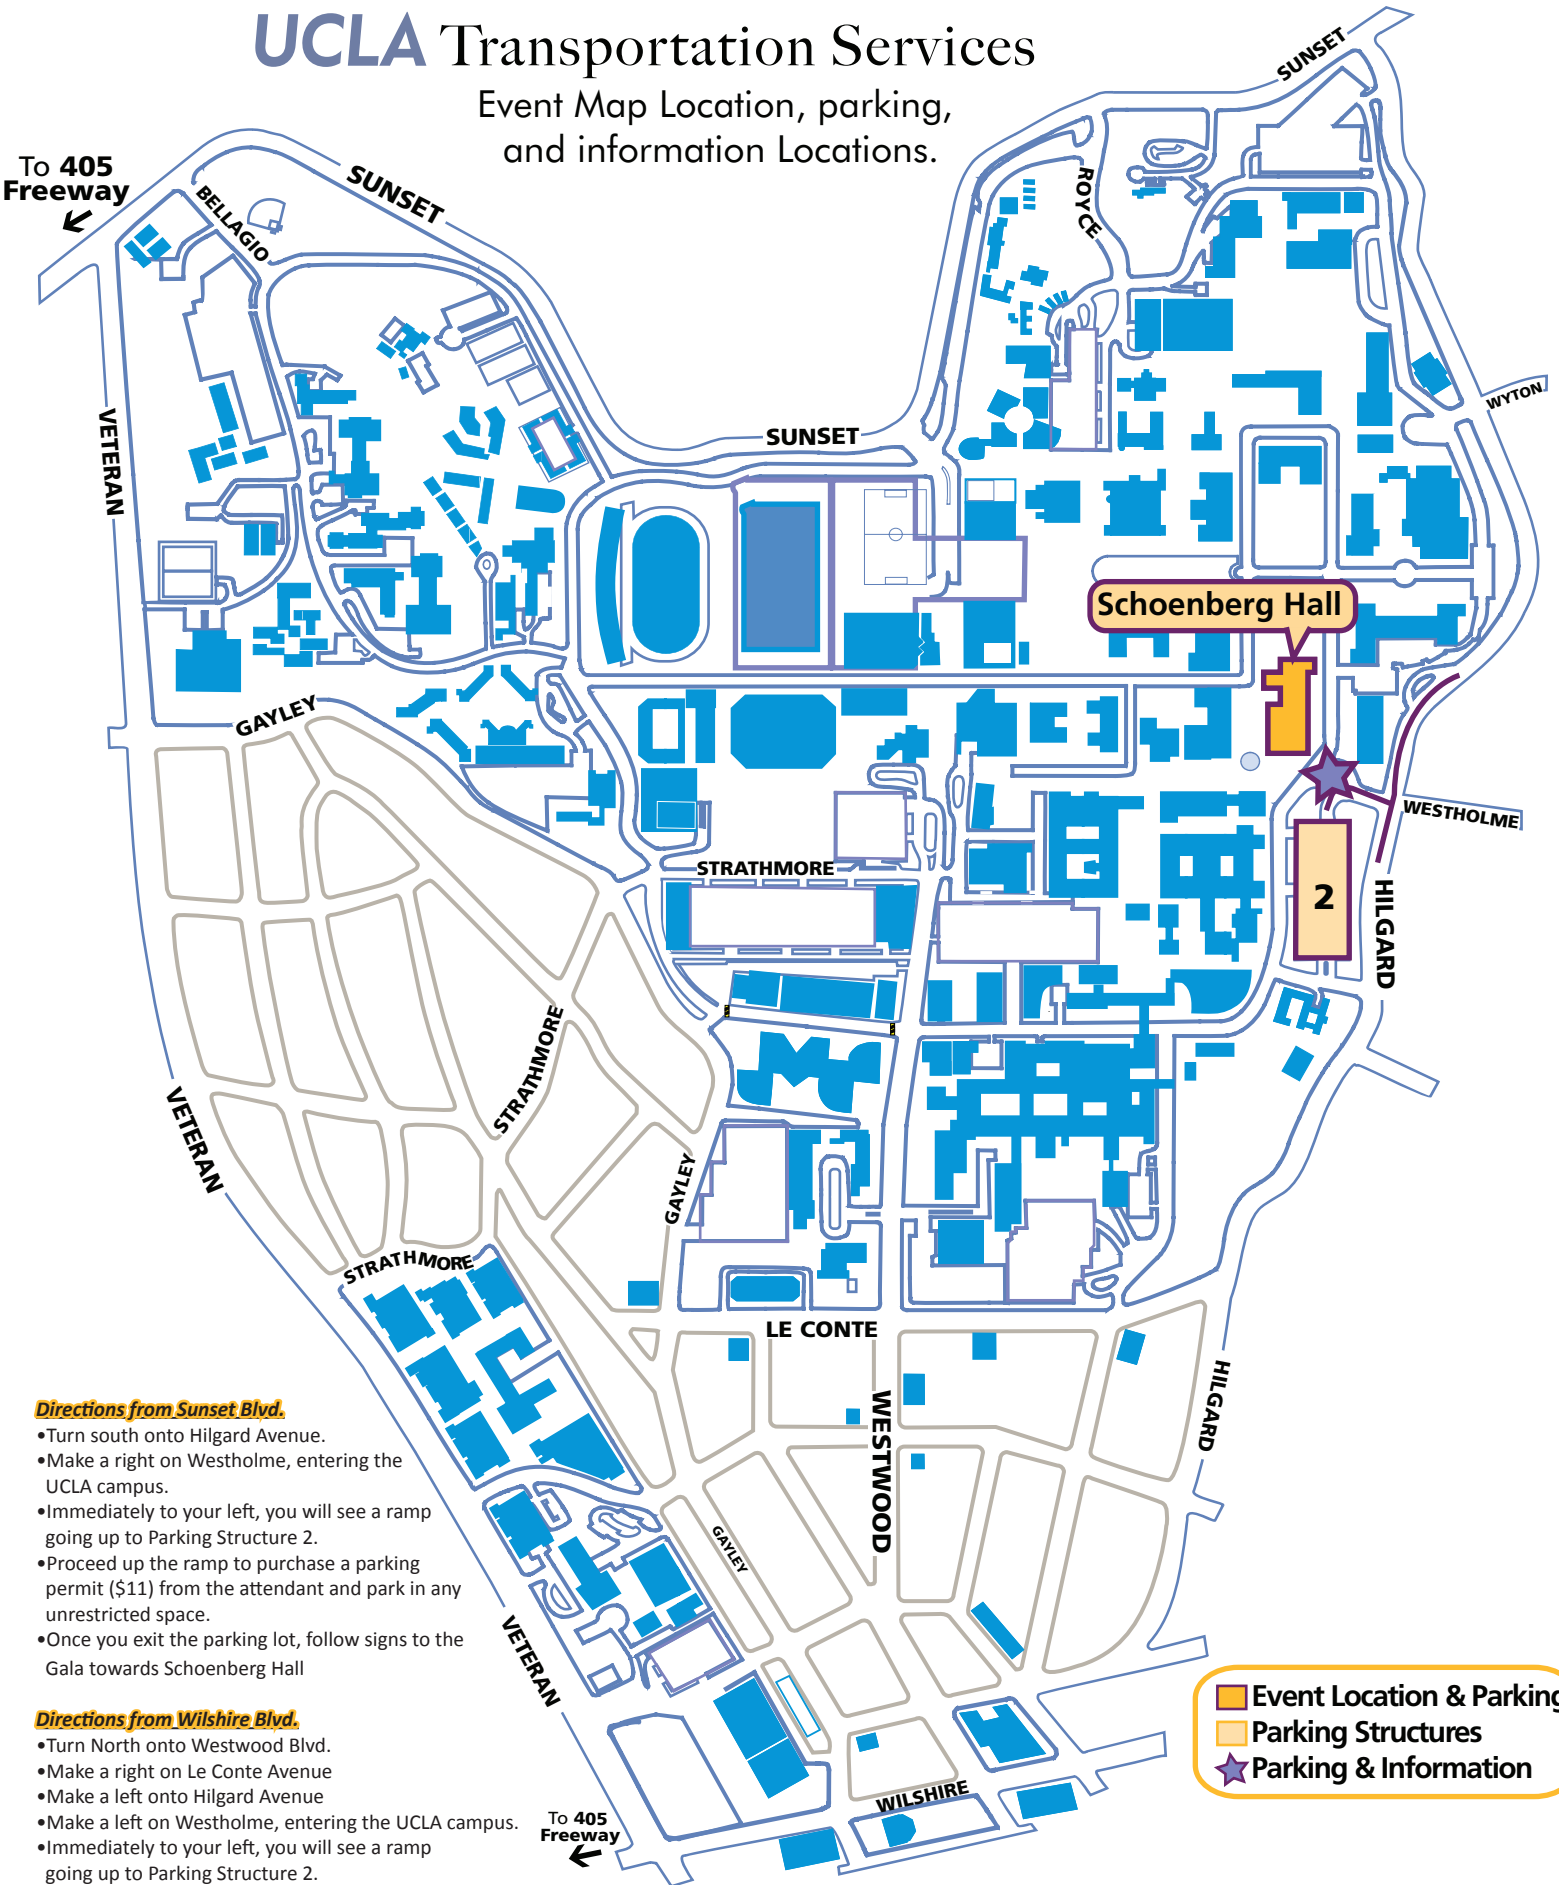 UCLA Transportation Services
Event Map Location, parking,
and information Locations.
To 405
Freeway
SUNSET
BELLAGIO
SUNSET
ROYCE
VETERAN
SUNSET
WYTON
Schoenberg Hall
GAYLEY
WESTHOLME
STRATHMORE
2
HILGARD
STRATHMORE
VETERAN
GAYLEY
STRATHMORE
LE CONTE
HILGARD
WESTWOOD
GAYLEY
VETERAN
WILSHIRE
To 405
Freeway
Directions from Sunset Blvd.
•Turn south onto Hilgard Avenue.
•Make a right on Westholme, entering the
UCLA campus.
•Immediately to your left, you will see a ramp
going up to Parking Structure 2.
•Proceed up the ramp to purchase a parking
permit ($11) from the attendant and park in any
unrestricted space.
•Once you exit the parking lot, follow signs to the
Gala towards Schoenberg Hall
Directions from Wilshire Blvd.
•Turn North onto Westwood Blvd.
•Make a right on Le Conte Avenue
•Make a left onto Hilgard Avenue
•Make a left on Westholme, entering the UCLA campus.
•Immediately to your left, you will see a ramp
going up to Parking Structure 2.
Event Location & Parking
Parking Structures
Parking & Information